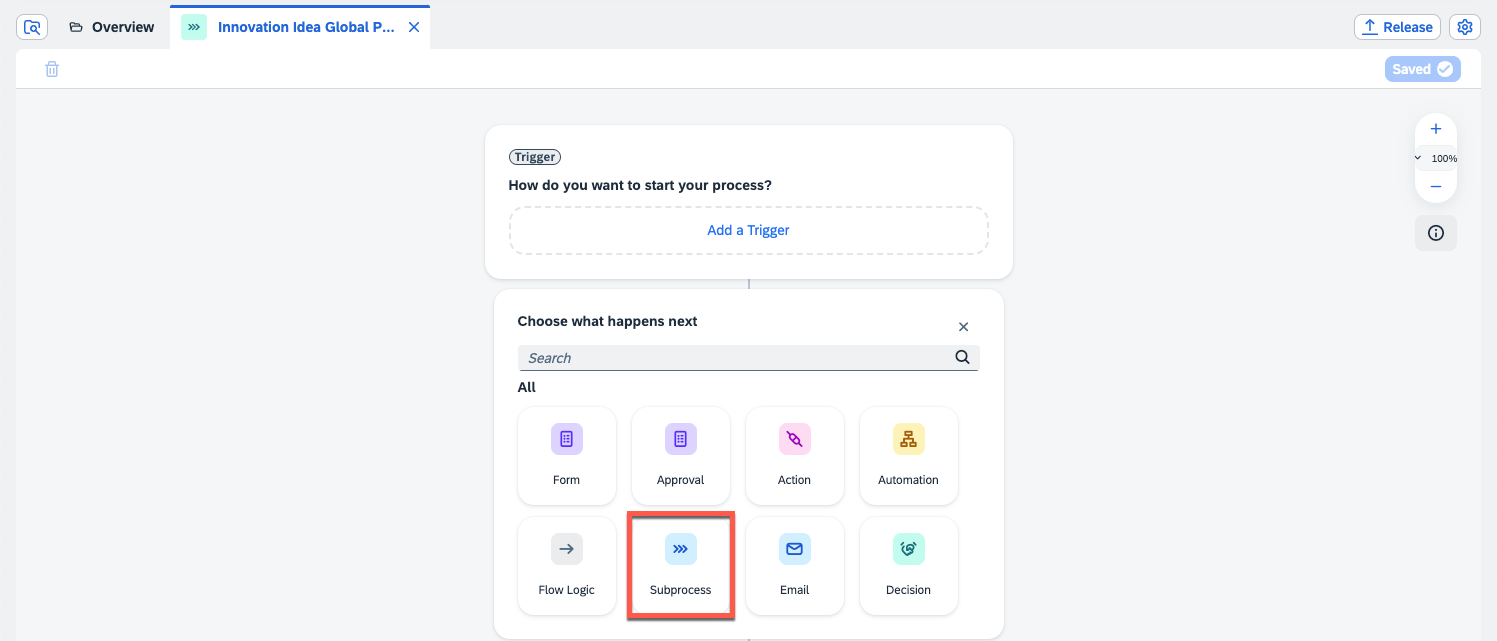 Overview
Innovation Idea Global P...
Release
Saved
Trigger
How do you want to start your process?
Add a Trigger
100%
Choose what happens next
Search
All
Form
Approval
Action
Automation
Flow Logic
Subprocess
Email
Decision